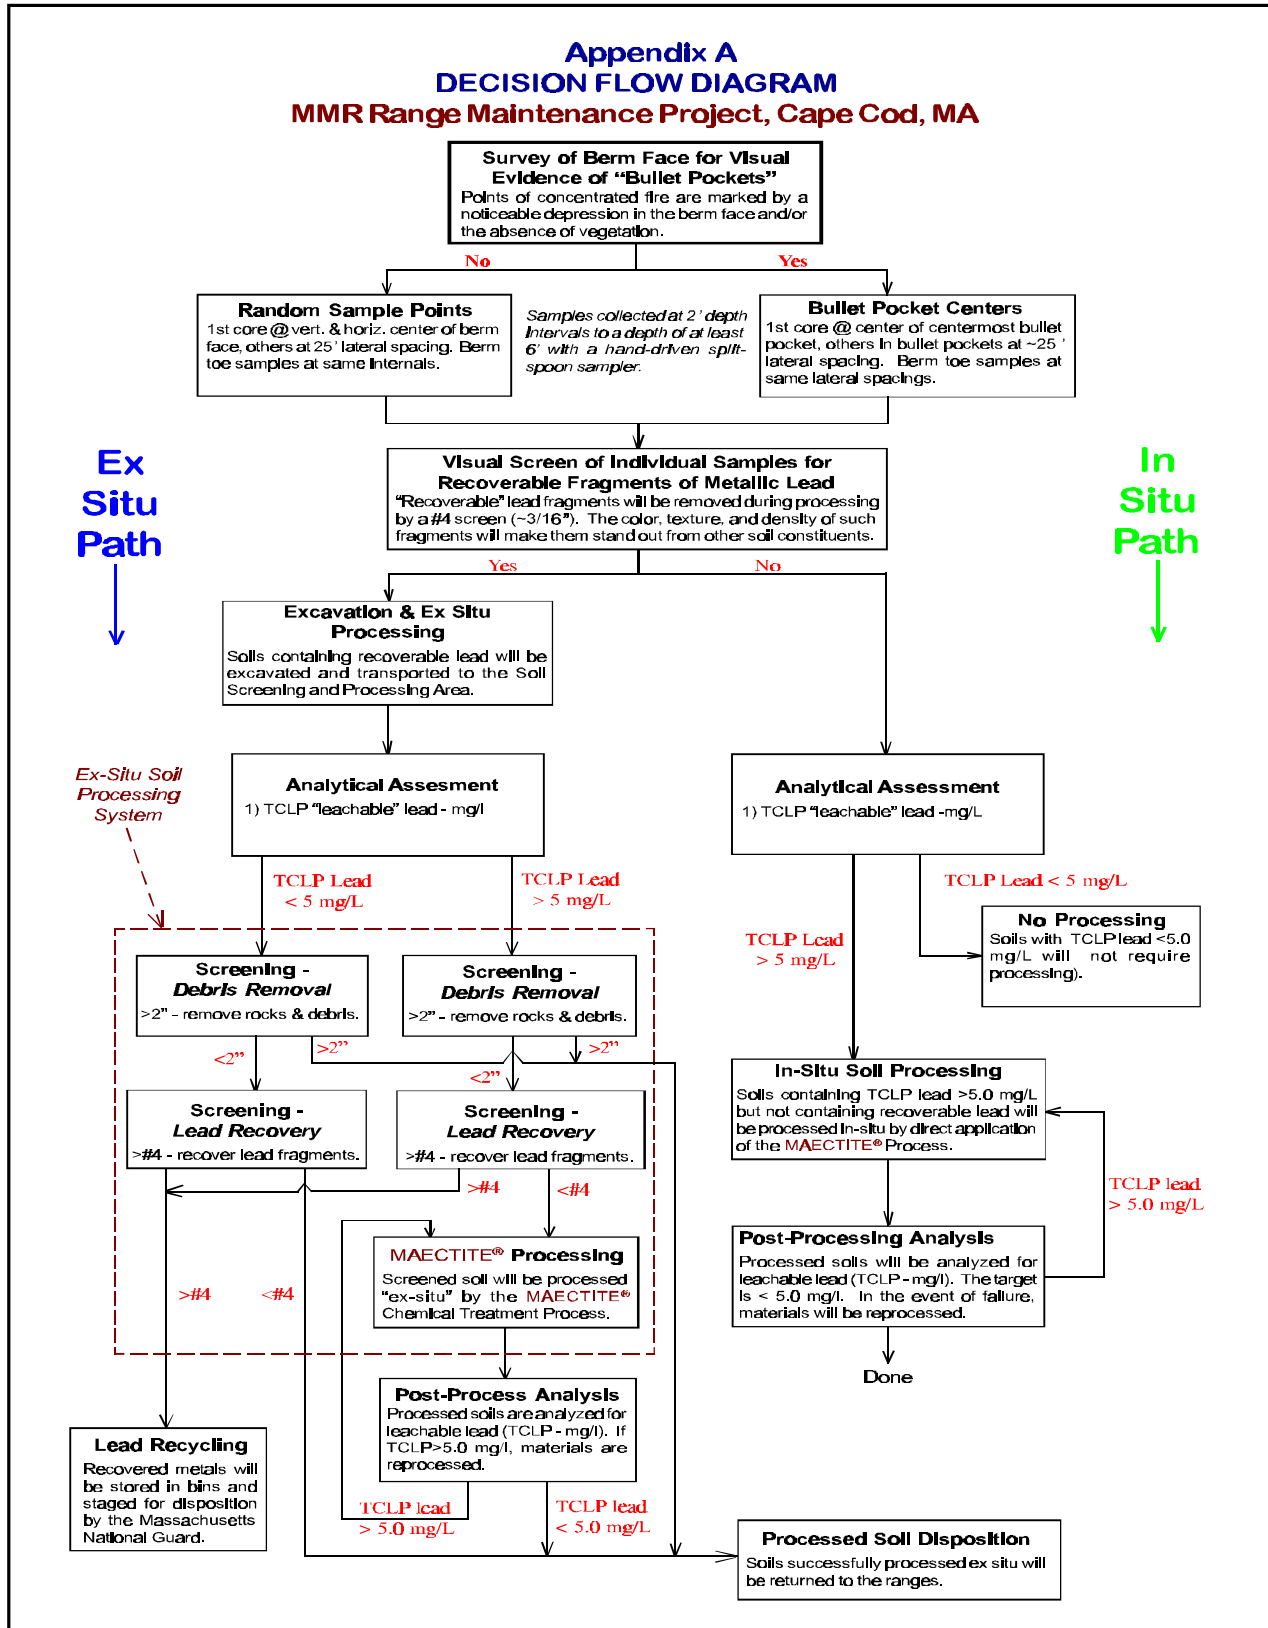 Appendix A
DECISION FLOW DIAGRAM
MMR Range Maintenance Project, Cape Cod, MA
Survey of Berm Face for Visual
Evidence of “Bullet Pockets”
Points of concentrated fire are marked by a
noticeable depression in the berm face and/or
the absence of vegetation.
No
Yes
Random Sample Points
1st core @ vert. & horiz. center of berm
face, others at 25' lateral spacing. Berm
toe samples at same internals.
Samples collected at 2' depth
intervals to a depth of at least
6' with a hand-driven split-
spoon sampler.
Bullet Pocket Centers
1st core @ center of centermost bullet
pocket, others in bullet pockets at ~25 '
lateral spacing. Berm toe samples at
same lateral spacings.
Ex
Situ
Path
Visual Screen of Individual Samples for
Recoverable Fragments of Metallic Lead
“Recoverable” lead fragments will be removed during processing
by a #4 screen (~3/16”). The color, texture, and density of such
fragments will make them stand out from other soil constituents.
In
Situ
Path
Yes
No
Excavation & Ex Situ
Processing
Soils containing recoverable lead will be
excavated and transported to the Soil
Screening and Processing Area.
Ex-Situ Soil
Processing
System
Analytical Assesment
1) TCLP “leachable” lead - mg/l
Analytical Assessment
1) TCLP “leachable” lead -mg/L
TCLP Lead
< 5 mg/L
TCLP Lead
> 5 mg/L
TCLP Lead < 5 mg/L
TCLP Lead
> 5 mg/L
No Processing
Soils with TCLP lead <5.0
mg/L will not require
processing).
Screening -
Debris Removal
>2” - remove rocks & debris.
Screening -
Debris Removal
>2” - remove rocks & debris.
<2”
>2”
<2”
>2”
Screening -
Lead Recovery
>#4 - recover lead fragments.
Screening -
Lead Recovery
>#4 - recover lead fragments.
In-Situ Soil Processing
Soils containing TCLP lead >5.0 mg/L
but not containing recoverable lead will
be processed in-situ by direct application
of the MAECTITE® Process.
>#4
<#4
TCLP lead
> 5.0 mg/L
MAECTITE® Processing
Screened soil will be processed
“ex-situ” by the MAECTITE®
Chemical Treatment Process.
>#4
<#4
Post-Processing Analysis
Processed soils will be analyzed for
leachable lead (TCLP - mg/l). The target
is < 5.0 mg/l. In the event of failure,
materials will be reprocessed.
Done
Post-Process Analysis
Processed soils are analyzed for
leachable lead (TCLP - mg/l). If
TCLP>5.0 mg/l, materials are
reprocessed.
Lead Recycling
Recovered metals will
be stored in bins and
staged for disposition
by the Massachusetts
National Guard.
TCLP lead
> 5.0 mg/L
TCLP lead
< 5.0 mg/L
Processed Soil Disposition
Soils successfully processed ex situ will
be returned to the ranges.